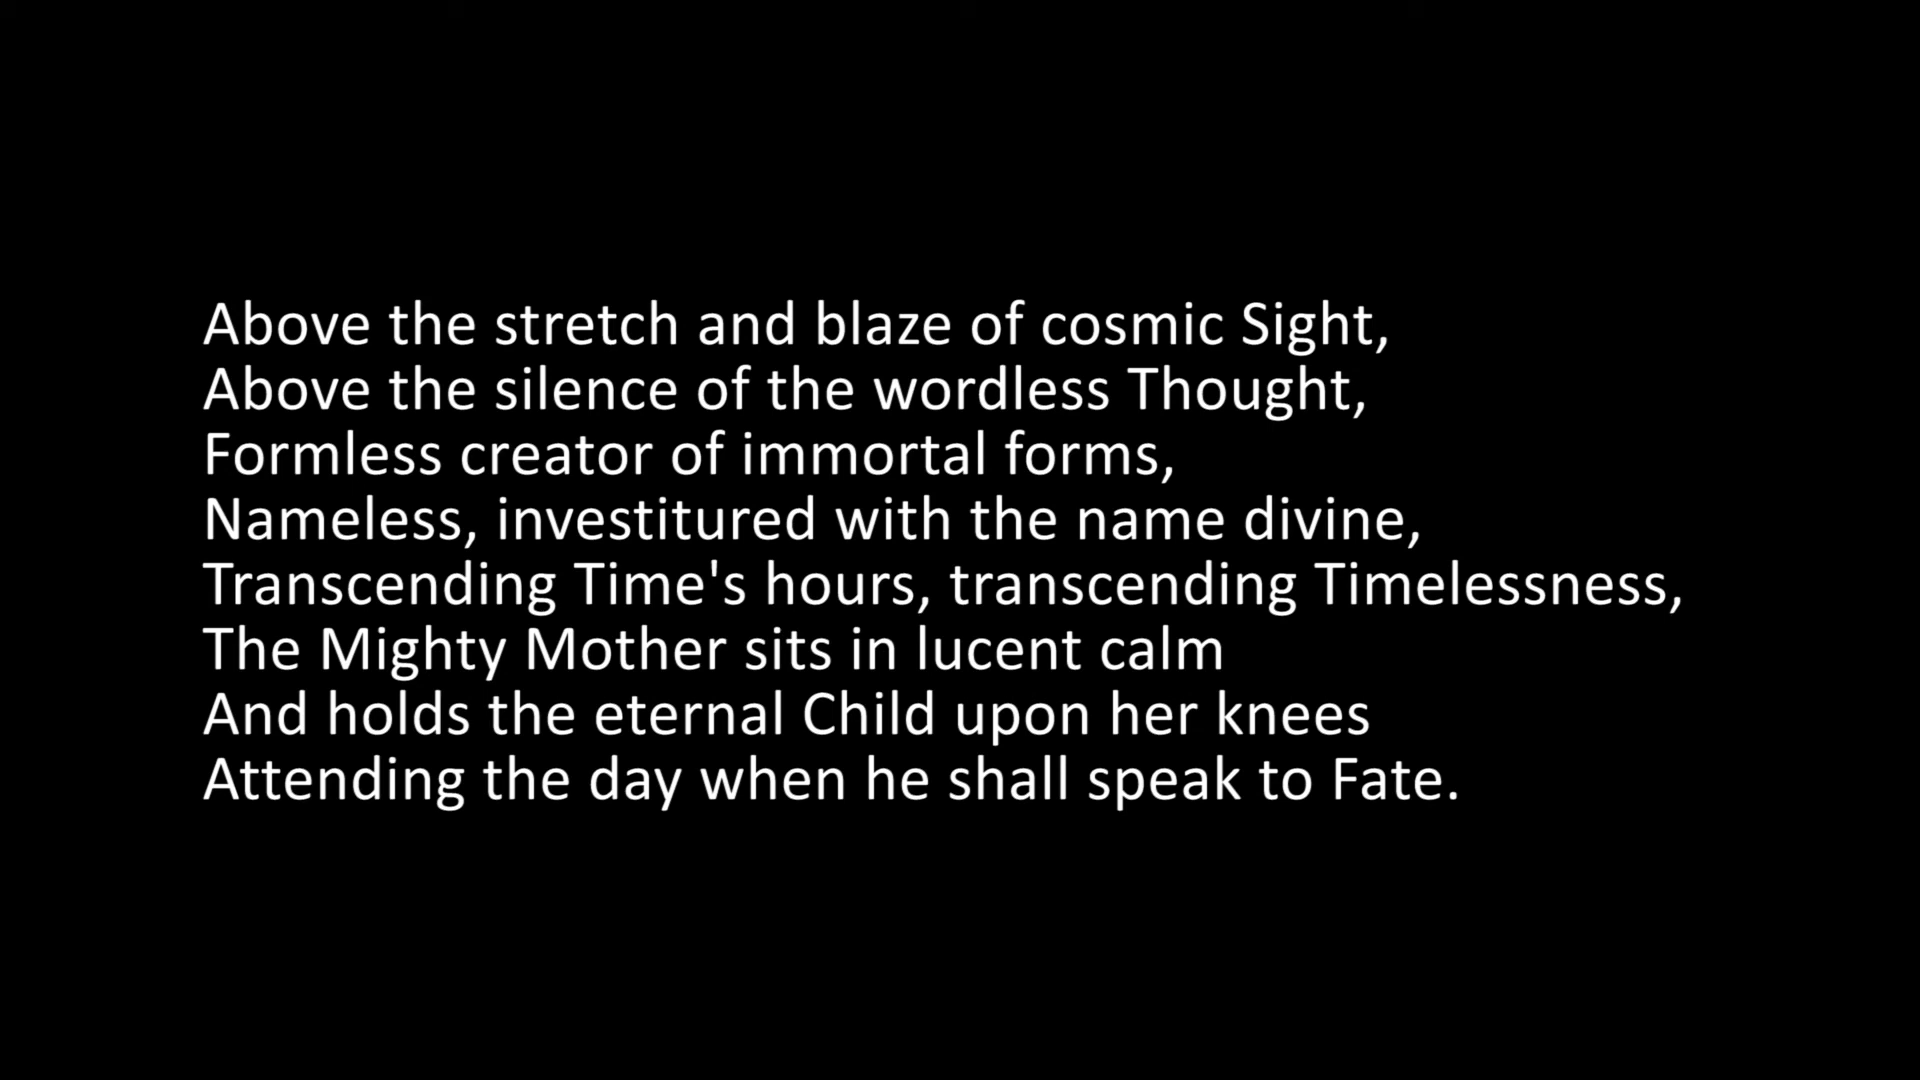 Above the stretch and blaze of cosmic Sight,
Above the silence of the wordless Thought,
Formless creator of immortal forms,
Nameless, investitured with the name divine,
Transcending Time's hours, transcending Timelessness,
The Mighty Mother sits in lucent calm
And holds the eternal Child upon her knees
Attending the day when he shall speak to Fate.